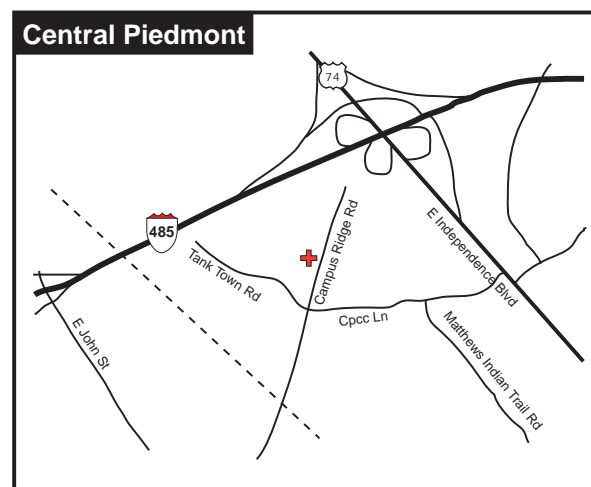 Central Piedmont
74
485
Tank Town Rd
Campus Ridge Rd
E Independence Blvd
Cpcc Ln
E John St
Matthews Indian Trail Rd